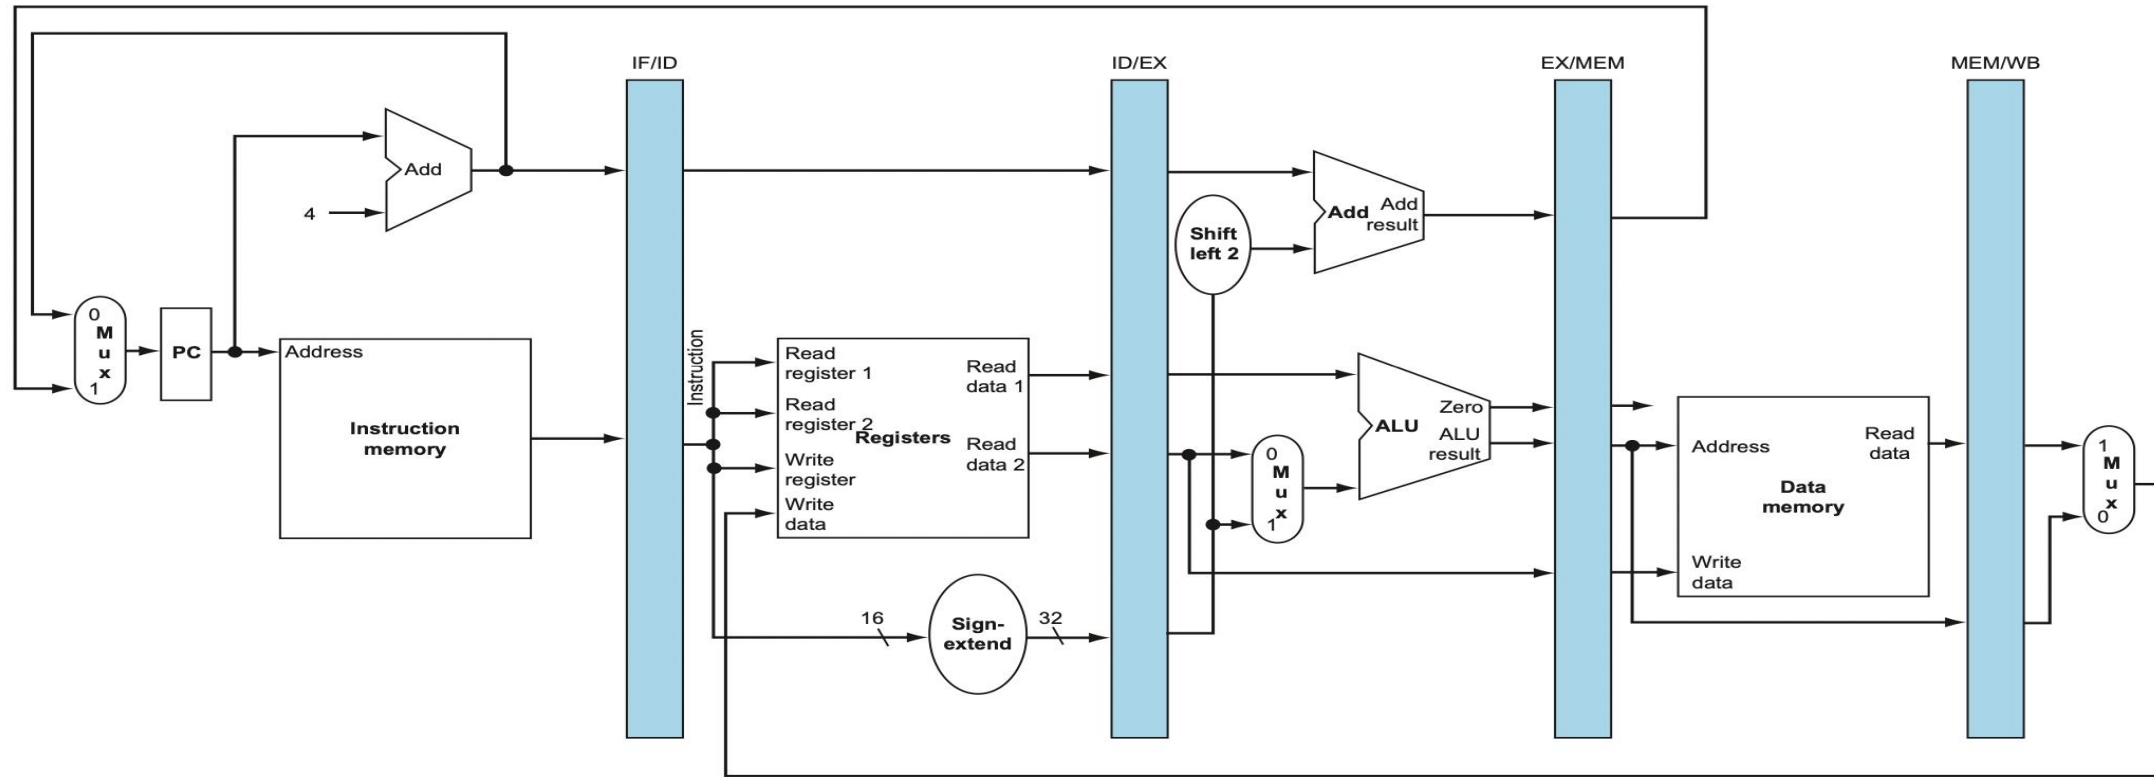 IF/ID
ID/EX
EX/MEM
MEM/WB
Add
4
0
M
u
x
1
PC
Address
Instruction
memory
Instruction
Read
register 1
Read
register 2
Write
register
Write
data
Registers
Read
data 1
Read
data 2
16
Sign-
extend
32
Shift
left 2
Add
Add
result
0
M
u
x
1
ALU
Zero
ALU
result
Address
Read
data
Data
memory
Write
data
1
M
u
x
0